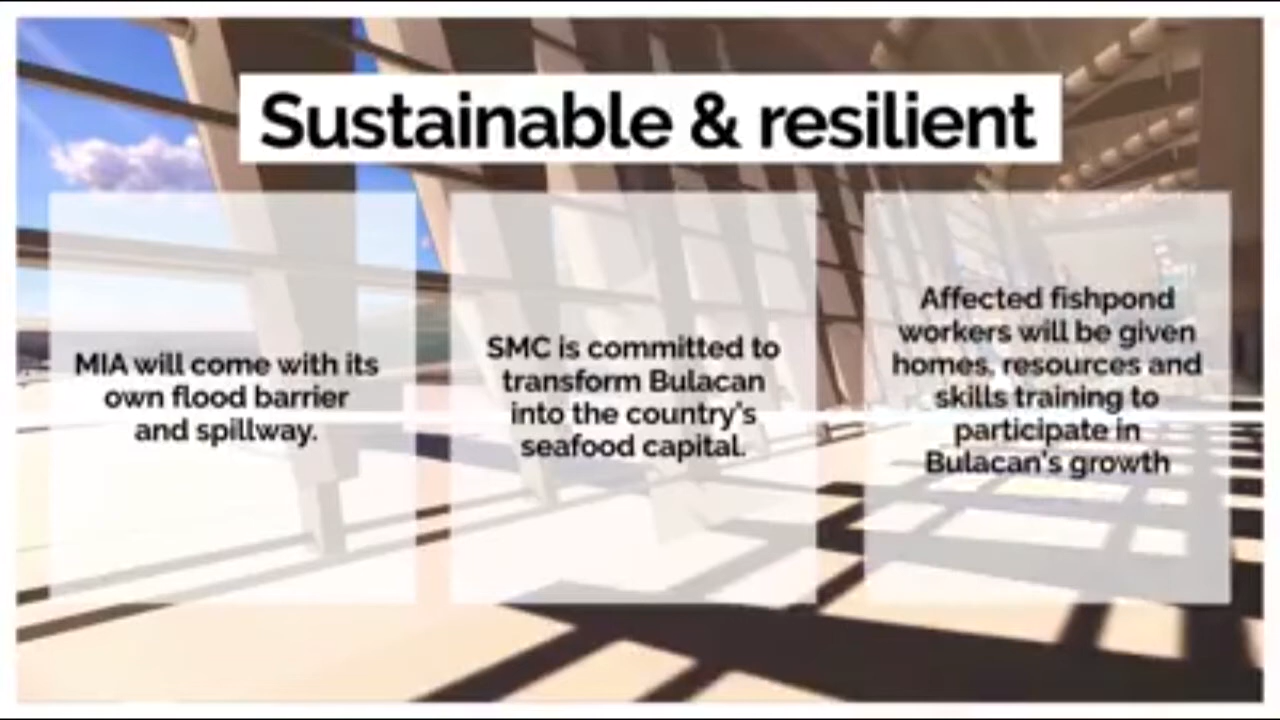 Sustainable & resilient
MIA will come with its
own flood barrier
and spillway.
SMC is committed to
transform Bulacan
into the country's
seafood capital.
Affected fishpond
workers will be given
homes, resources and
skills training to
participate in
Bulacan's growth